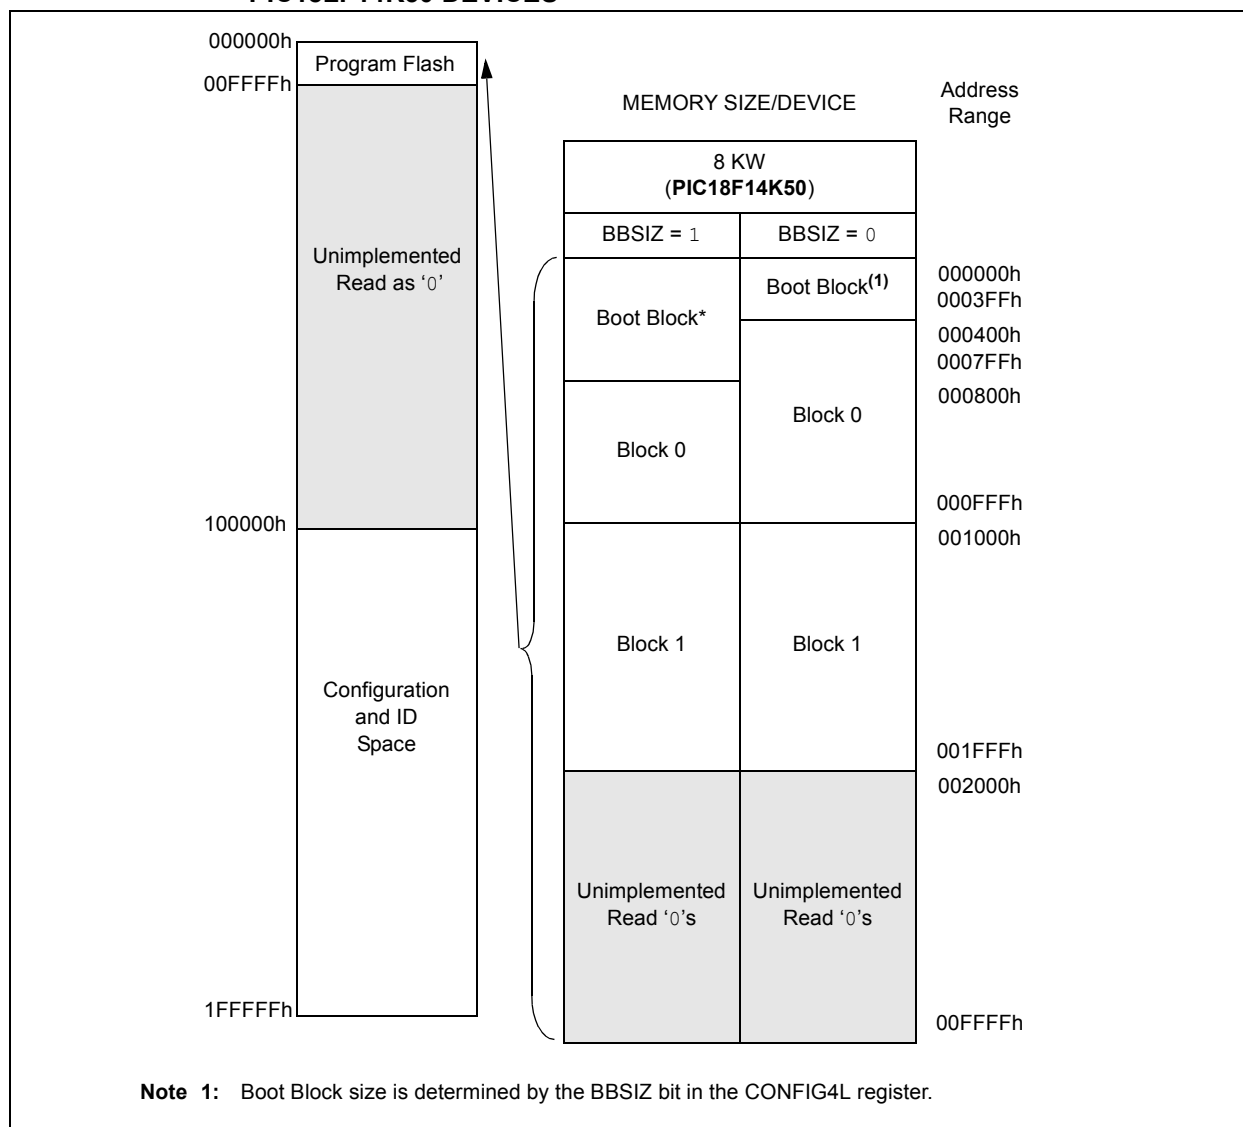 000000h
Program Flash
00FFFFh
Unimplemented
Read as ‘0’
100000h
Configuration
and ID
Space
1FFFFFh
MEMORY SIZE/DEVICE
Address
Range
8 KW
(PIC18F14K50)
BBSIZ = 1
BBSIZ = 0
Boot Block*
Block 0
Block 1
Unimplemented
Read ‘0’s
Boot Block(1)
Block 0
Block 1
Unimplemented
Read ‘0’s
000000h
0003FFh
000400h
0007FFh
000800h
000FFFh
001000h
001FFFh
002000h
00FFFFh
Note 1: Boot Block size is determined by the BBSIZ bit in the CONFIG4L register.